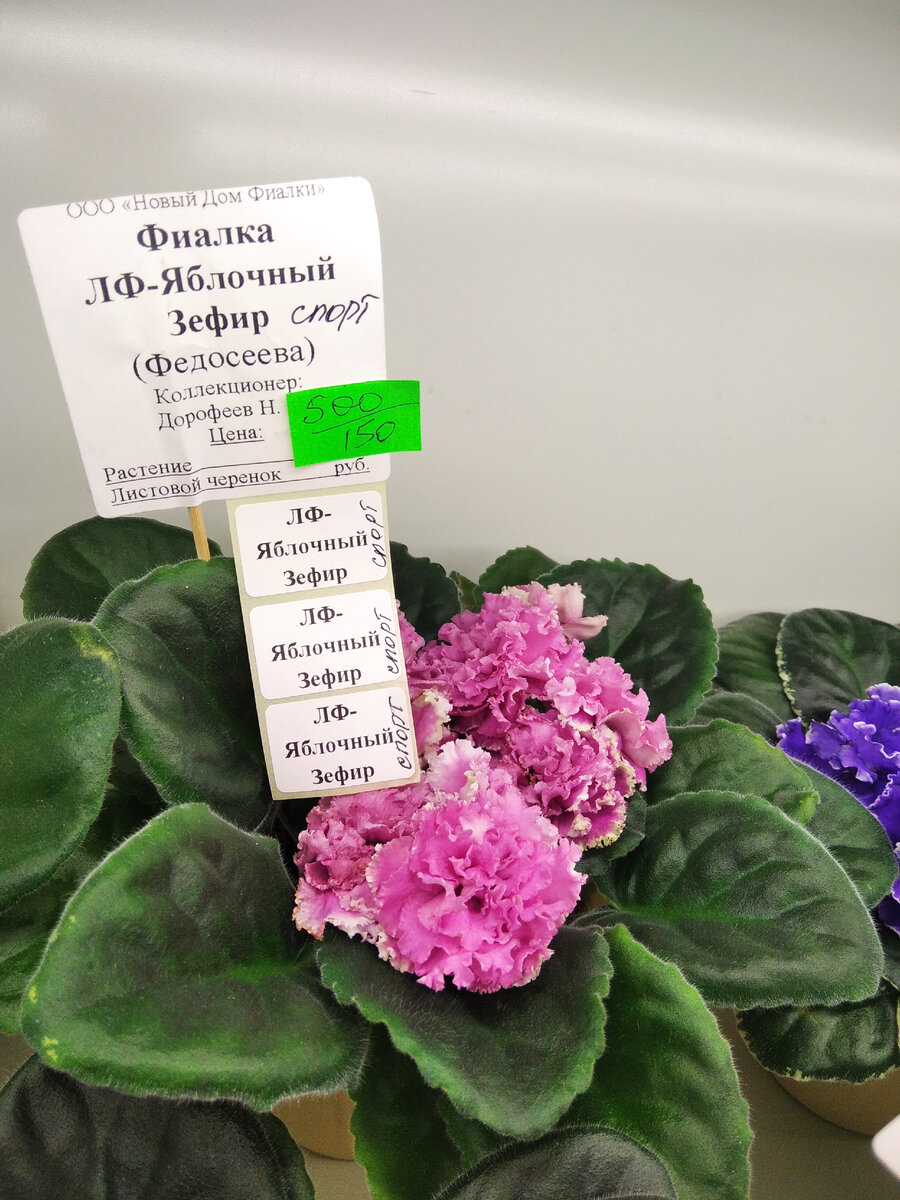 ООО «Новый Дом Фиалки»
Фиалка
ЛФ-Яблочный
Зефир спорт
(Федосеева)
Коллекционер:
Дорофеев Н.
Цена:
500
150
Растение руб.
Листовой черенок
ЛФ-
Яблочный
Зефир
спорт
ЛФ-
Яблочный
Зефир
спорт
ЛФ-
Яблочный
Зефир
спорт